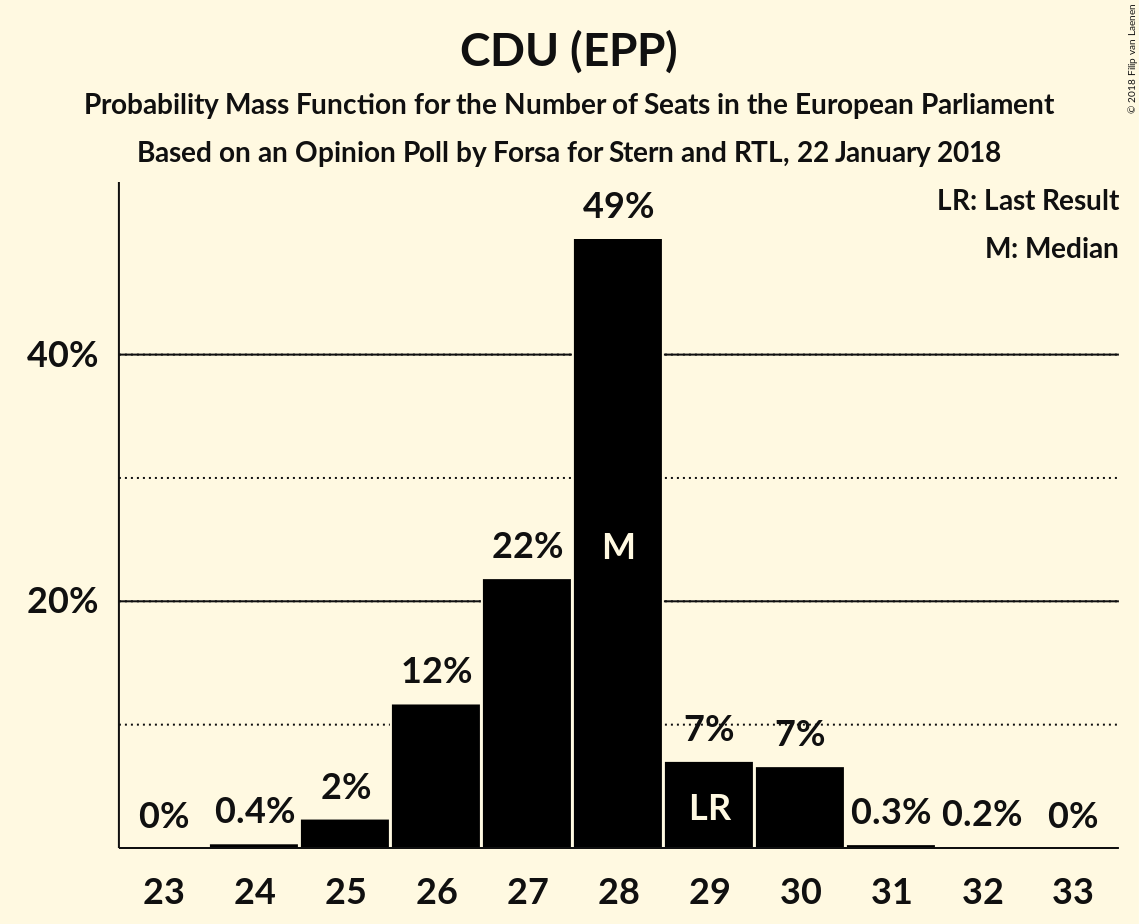 CDU (EPP)
Probability Mass Function for the Number of Seats in the European Parliament
Based on an Opinion Poll by Forsa for Stern and RTL, 22 January 2018
© 2018 Filip van Laenen
LR: Last Result
M: Median
49%
40%
22%
M
20%
12%
7%
7%
2%
LR
0%
0.4%
0.3%
0.2%
0%
23 24 25 26 27 28 29 30 31 32 33